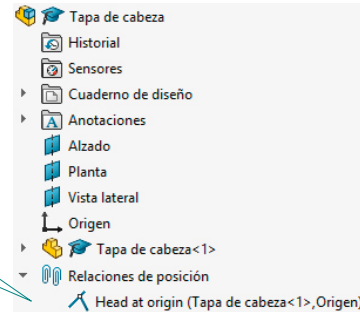 Tapa de cabeza
Historial
Sensores
Cuaderno de diseño
Anotaciones
Alzado
Planta
Vista lateral
Origen
Tapa de cabeza<1>
Relaciones de posición
Head at origin (Tapa de cabeza<1>,Origen)